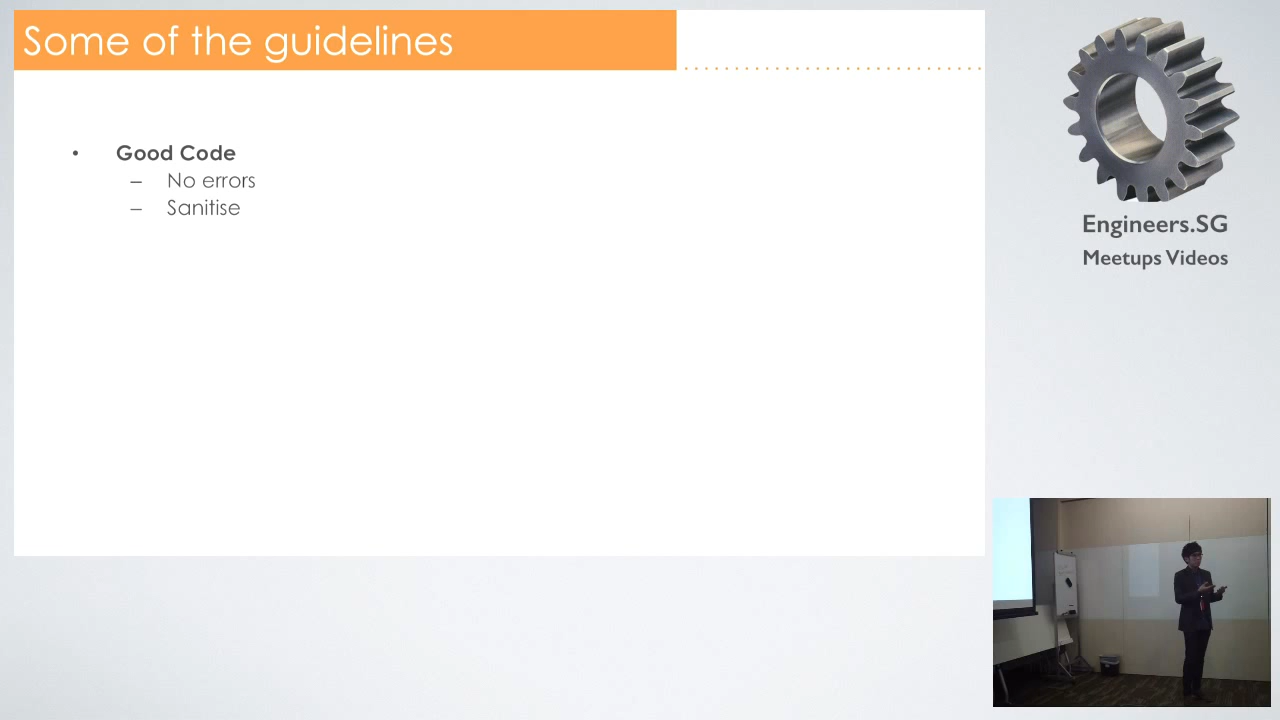 Some of the guidelines
• Good Code
– No errors
– Sanitise
Engineers.SG
Meetups Videos